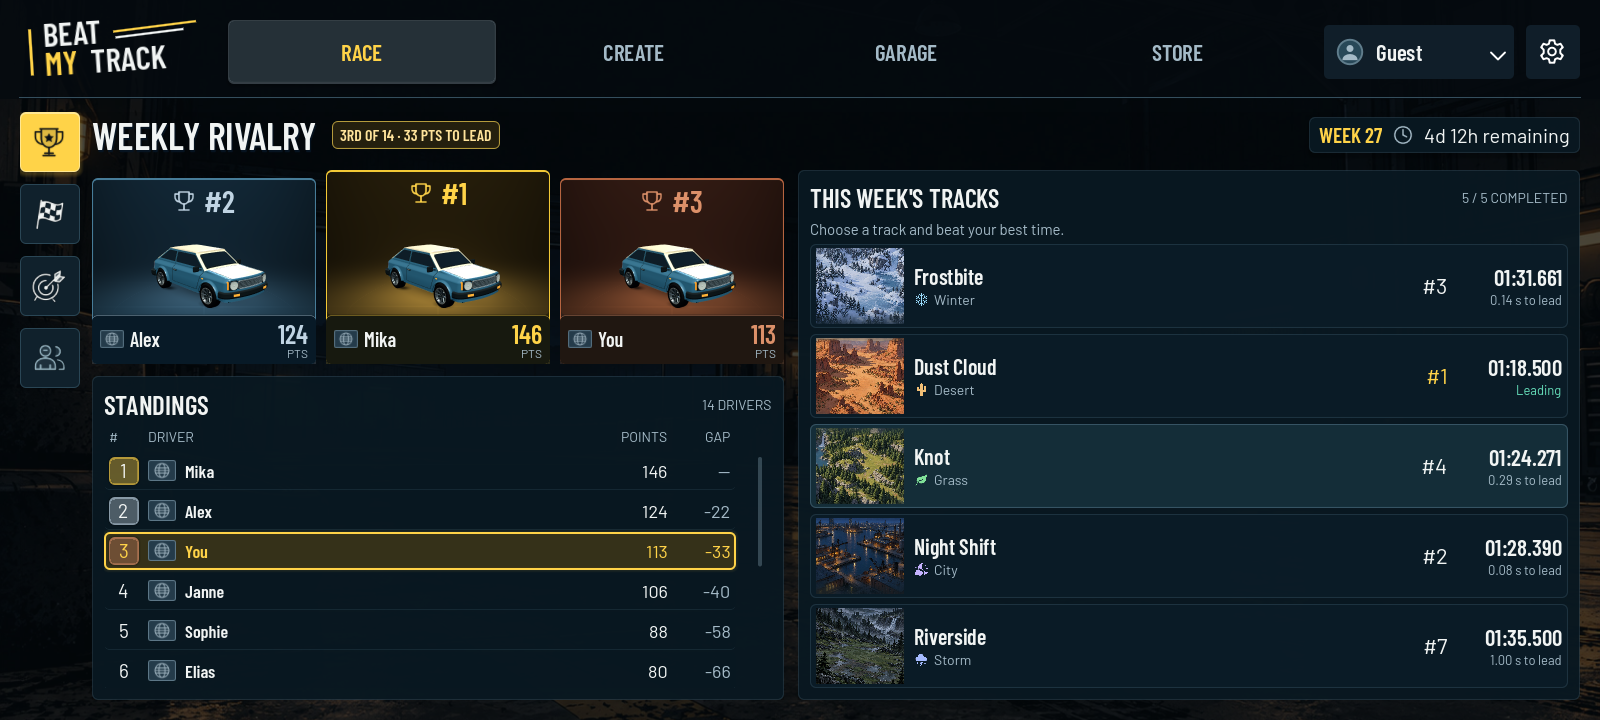 BEAT
MY TRACK
RACE
CREATE
GARAGE
STORE
Guest
WEEKLY RIVALRY
3RD OF 14 · 33 PTS TO LEAD
WEEK 27
4d 12h remaining
#2
Alex
124
PTS
#1
Mika
146
PTS
#3
You
113
PTS
STANDINGS
14 DRIVERS
# DRIVER POINTS GAP
1 Mika 146 —
2 Alex 124 -22
3 You 113 -33
4 Janne 106 -40
5 Sophie 88 -58
6 Elias 80 -66
THIS WEEK'S TRACKS
5 / 5 COMPLETED
Choose a track and beat your best time.
Frostbite
Winter
#3
01:31.661
0.14 s to lead
Dust Cloud
Desert
#1
01:18.500
Leading
Knot
Grass
#4
01:24.271
0.29 s to lead
Night Shift
City
#2
01:28.390
0.08 s to lead
Riverside
Storm
#7
01:35.500
1.00 s to lead